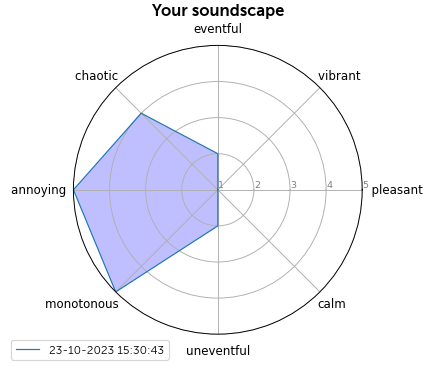 Your soundscape
eventful
chaotic
vibrant
annoying
1
2
3
4
5
pleasant
monotonous
calm
23-10-2023 15:30:43
uneventful